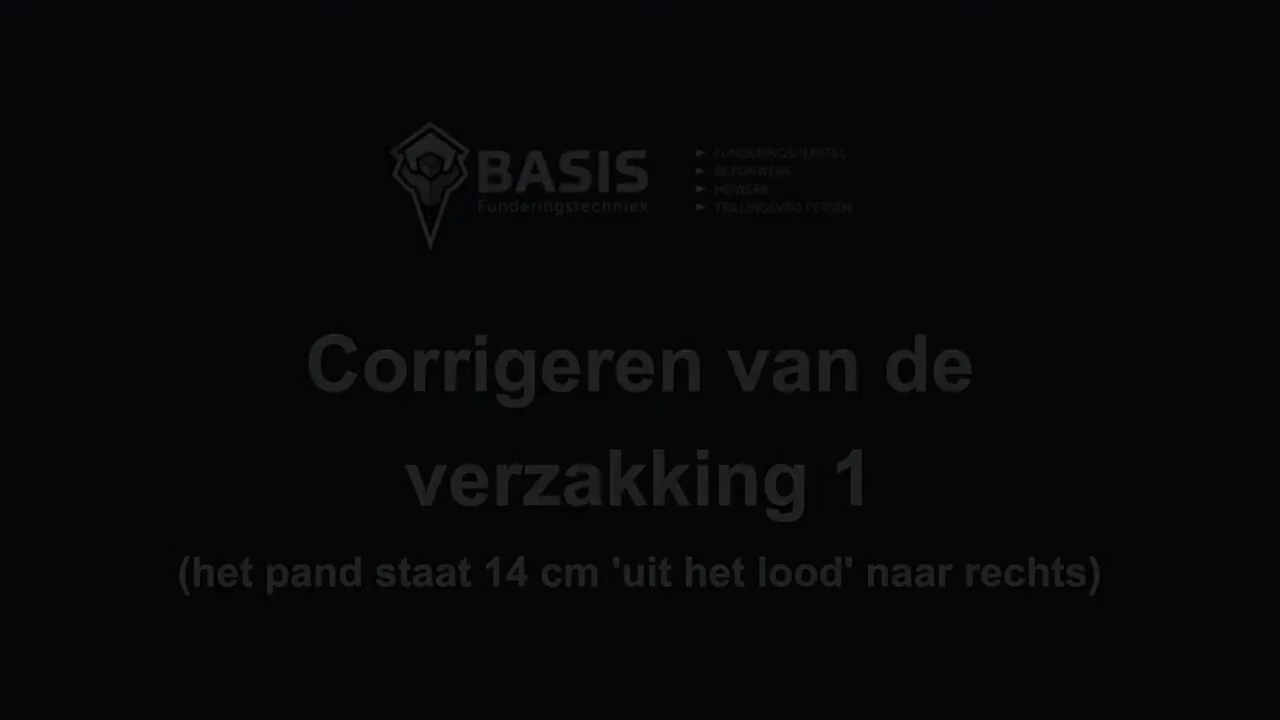 BASIS
Funderingstechniek
FUNDERINGSHERSTEL
BETONWERK
HEIWERK
TRILLINGSVRIJ PERSEN
Corrigeren van de
verzakking 1
(het pand staat 14 cm 'uit het lood' naar rechts)